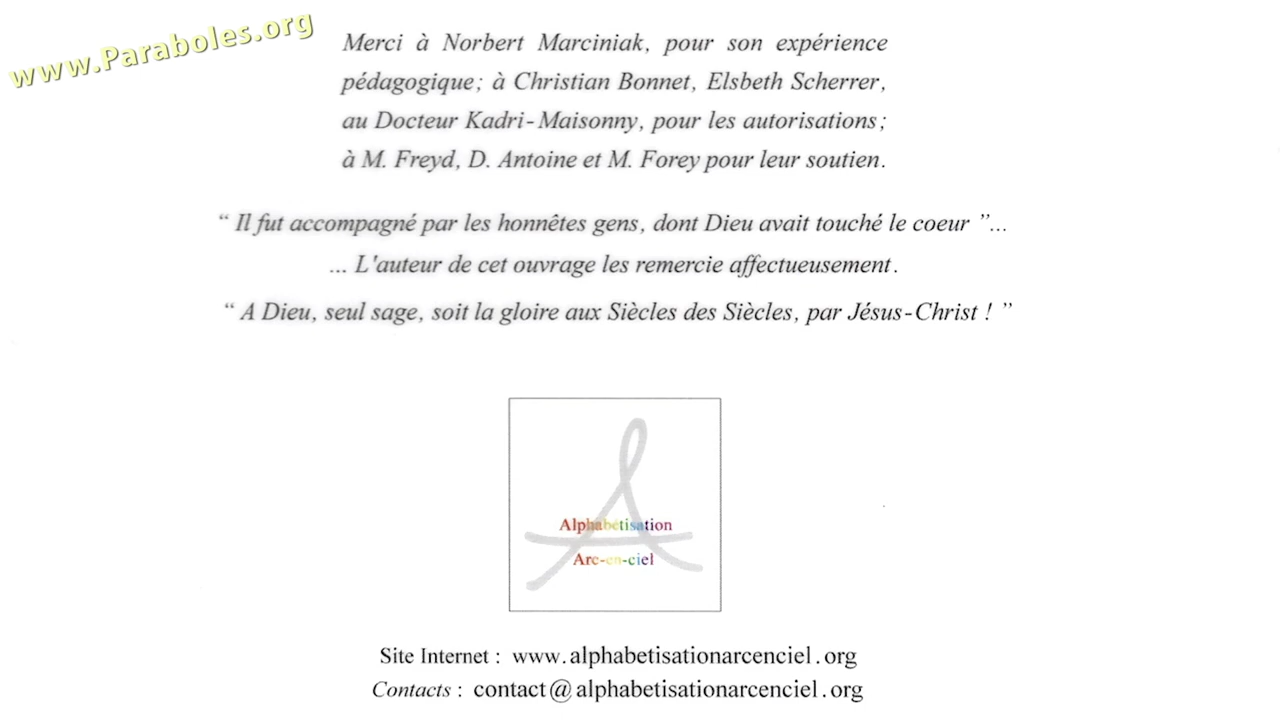 www.Paraboles.org
Merci à Norbert Marciniak, pour son expérience
pédagogique; à Christian Bonnet, Elsbeth Scherrer,
au Docteur Kadri-Maisonny, pour les autorisations;
à M. Freyd, D. Antoine et M. Forey pour leur soutien.
“ Il fut accompagné par les honnêtes gens, dont Dieu avait touché le coeur ”...
... L'auteur de cet ouvrage les remercie affectueusement.
“ A Dieu, seul sage, soit la gloire aux Siècles des Siècles, par Jésus-Christ ! ”
Alphabétisation
Arc-en-ciel
Site Internet : www.alphabetisationarcenciel.org
Contacts : contact@alphabetisationarcenciel.org